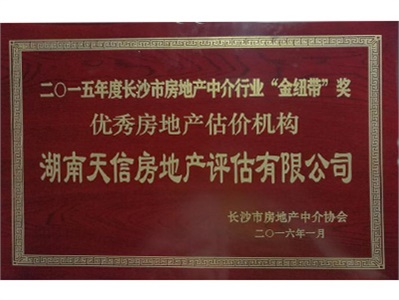 二〇一五年度长沙市房地产中介行业“金纽带”奖
优秀房地产估价机构
湖南天信房地产评估有限公司
长沙市房地产中介协会
二〇一六年一月